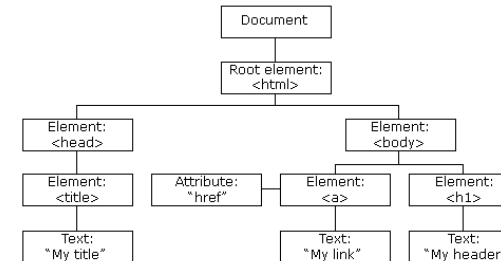 Document
Root element:
<html>
Element:
<head>
Element:
<body>
Element:
<title>
Attribute:
“href”
Element:
<a>
Element:
<h1>
Text:
“My title”
Text:
“My link”
Text:
“My header